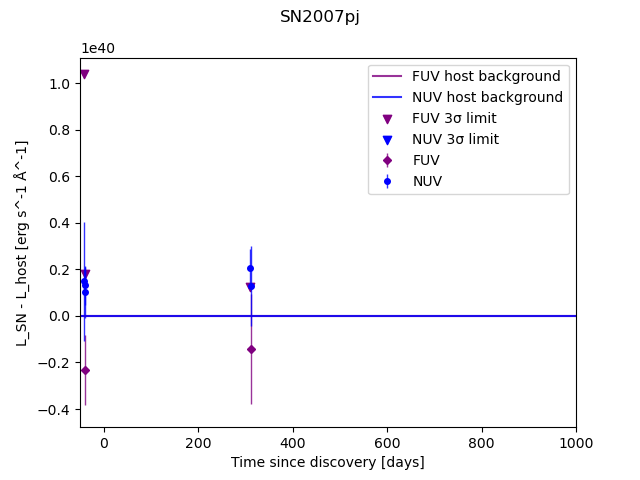 SN2007pj
1e40
FUV host background
NUV host background
FUV 3σ limit
NUV 3σ limit
FUV
NUV
1.0
0.8
0.6
0.4
0.2
0.0
−0.2
−0.4
L_SN - L_host [erg s^-1 Å^-1]
0 200 400 600 800 1000
Time since discovery [days]